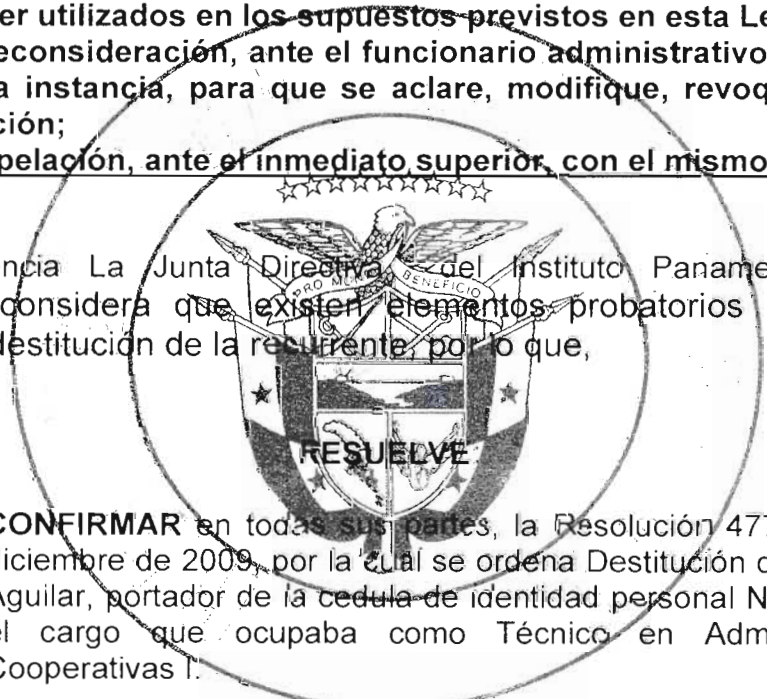 er utilizados en los supuestos previstos en esta Le
econsideración, ante el funcionario administrativo
a instancia, para que se aclare, modifique, revoq
ción;
pelación, ante el inmediato superior, con el mismo
encia La Junta Directiva del Instituto Paname
considera que existen elementos probatorios
destitución de la recurrente, por lo que,
PRO MUNDI BENEFICIO
RESUELVE
CONFIRMAR en todas sus partes, la Resolución 477
diciembre de 2009, por la cual se ordena Destitución d
Aguilar, portador de la cedula de identidad personal N
el cargo que ocupaba como Técnico en Adm
Cooperativas I.